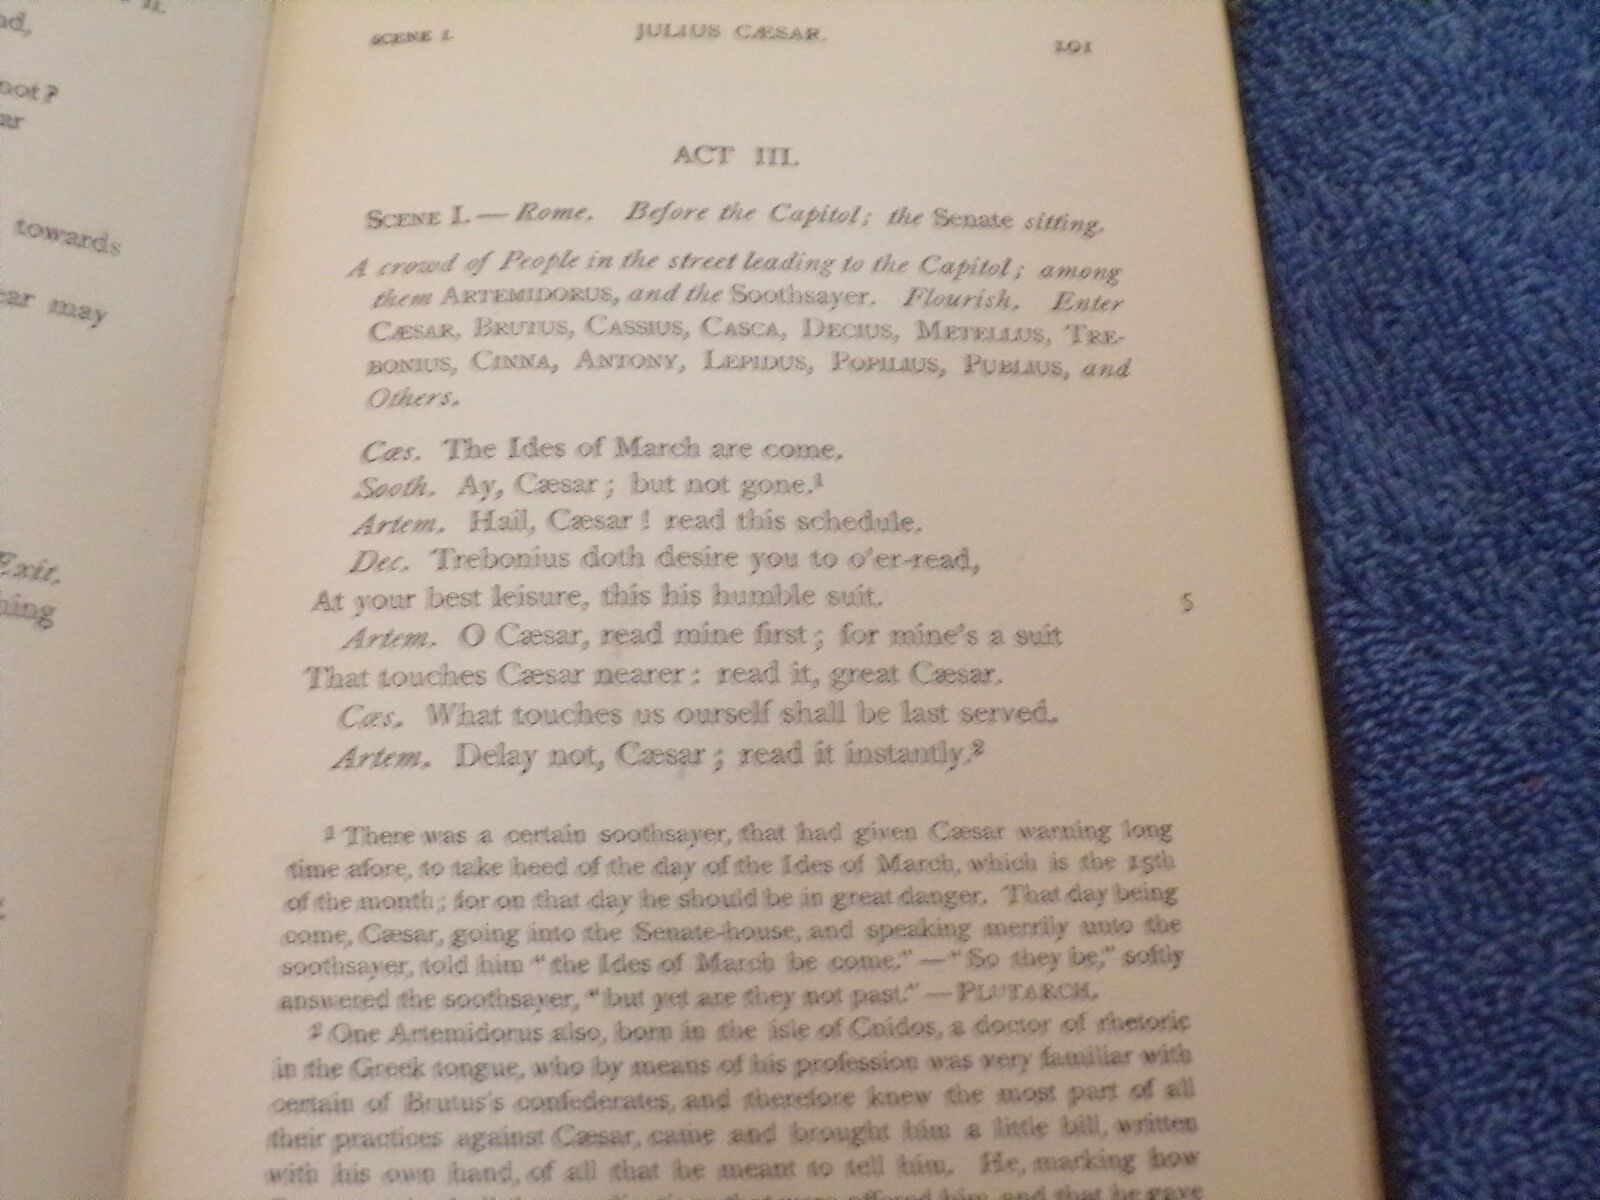 nd,
not?
ar
towards
ear may
Exit.
hing
SCENE I. JULIUS CÆSAR. 101
ACT III.
SCENE I.—Rome. Before the Capitol; the Senate sitting.
A crowd of People in the street leading to the Capitol; among
them ARTEMIDORUS, and the Soothsayer. Flourish. Enter
CÆSAR, BRUTUS, CASSIUS, CASCA, DECIUS, METELLUS, TRE-
BONIUS, CINNA, ANTONY, LEPIDUS, POPILIUS, PUBLIUS, and
Others.
Cæs. The Ides of March are come.
Sooth. Ay, Cæsar; but not gone.¹
Artem. Hail, Cæsar! read this schedule.
Dec. Trebonius doth desire you to o'er-read,
At your best leisure, this his humble suit. 5
Artem. O Cæsar, read mine first; for mine's a suit
That touches Cæsar nearer: read it, great Cæsar.
Cæs. What touches us ourself shall be last served.
Artem. Delay not, Cæsar; read it instantly.²
¹ There was a certain soothsayer, that had given Cæsar warning long
time afore, to take heed of the day of the Ides of March, which is the 15th
of the month; for on that day he should be in great danger. That day being
come, Cæsar, going into the Senate-house, and speaking merrily unto the
soothsayer, told him "the Ides of March be come."—"So they be," softly
answered the soothsayer, "but yet are they not past."—PLUTARCH.
² One Artemidorus also, born in the isle of Cnidos, a doctor of rhetoric
in the Greek tongue, who by means of his profession was very familiar with
certain of Brutus's confederates, and therefore knew the most part of all
their practices against Cæsar, came and brought him a little bill, written
with his own hand, of all that he meant to tell him. He, marking how
that were offered him and that he gave